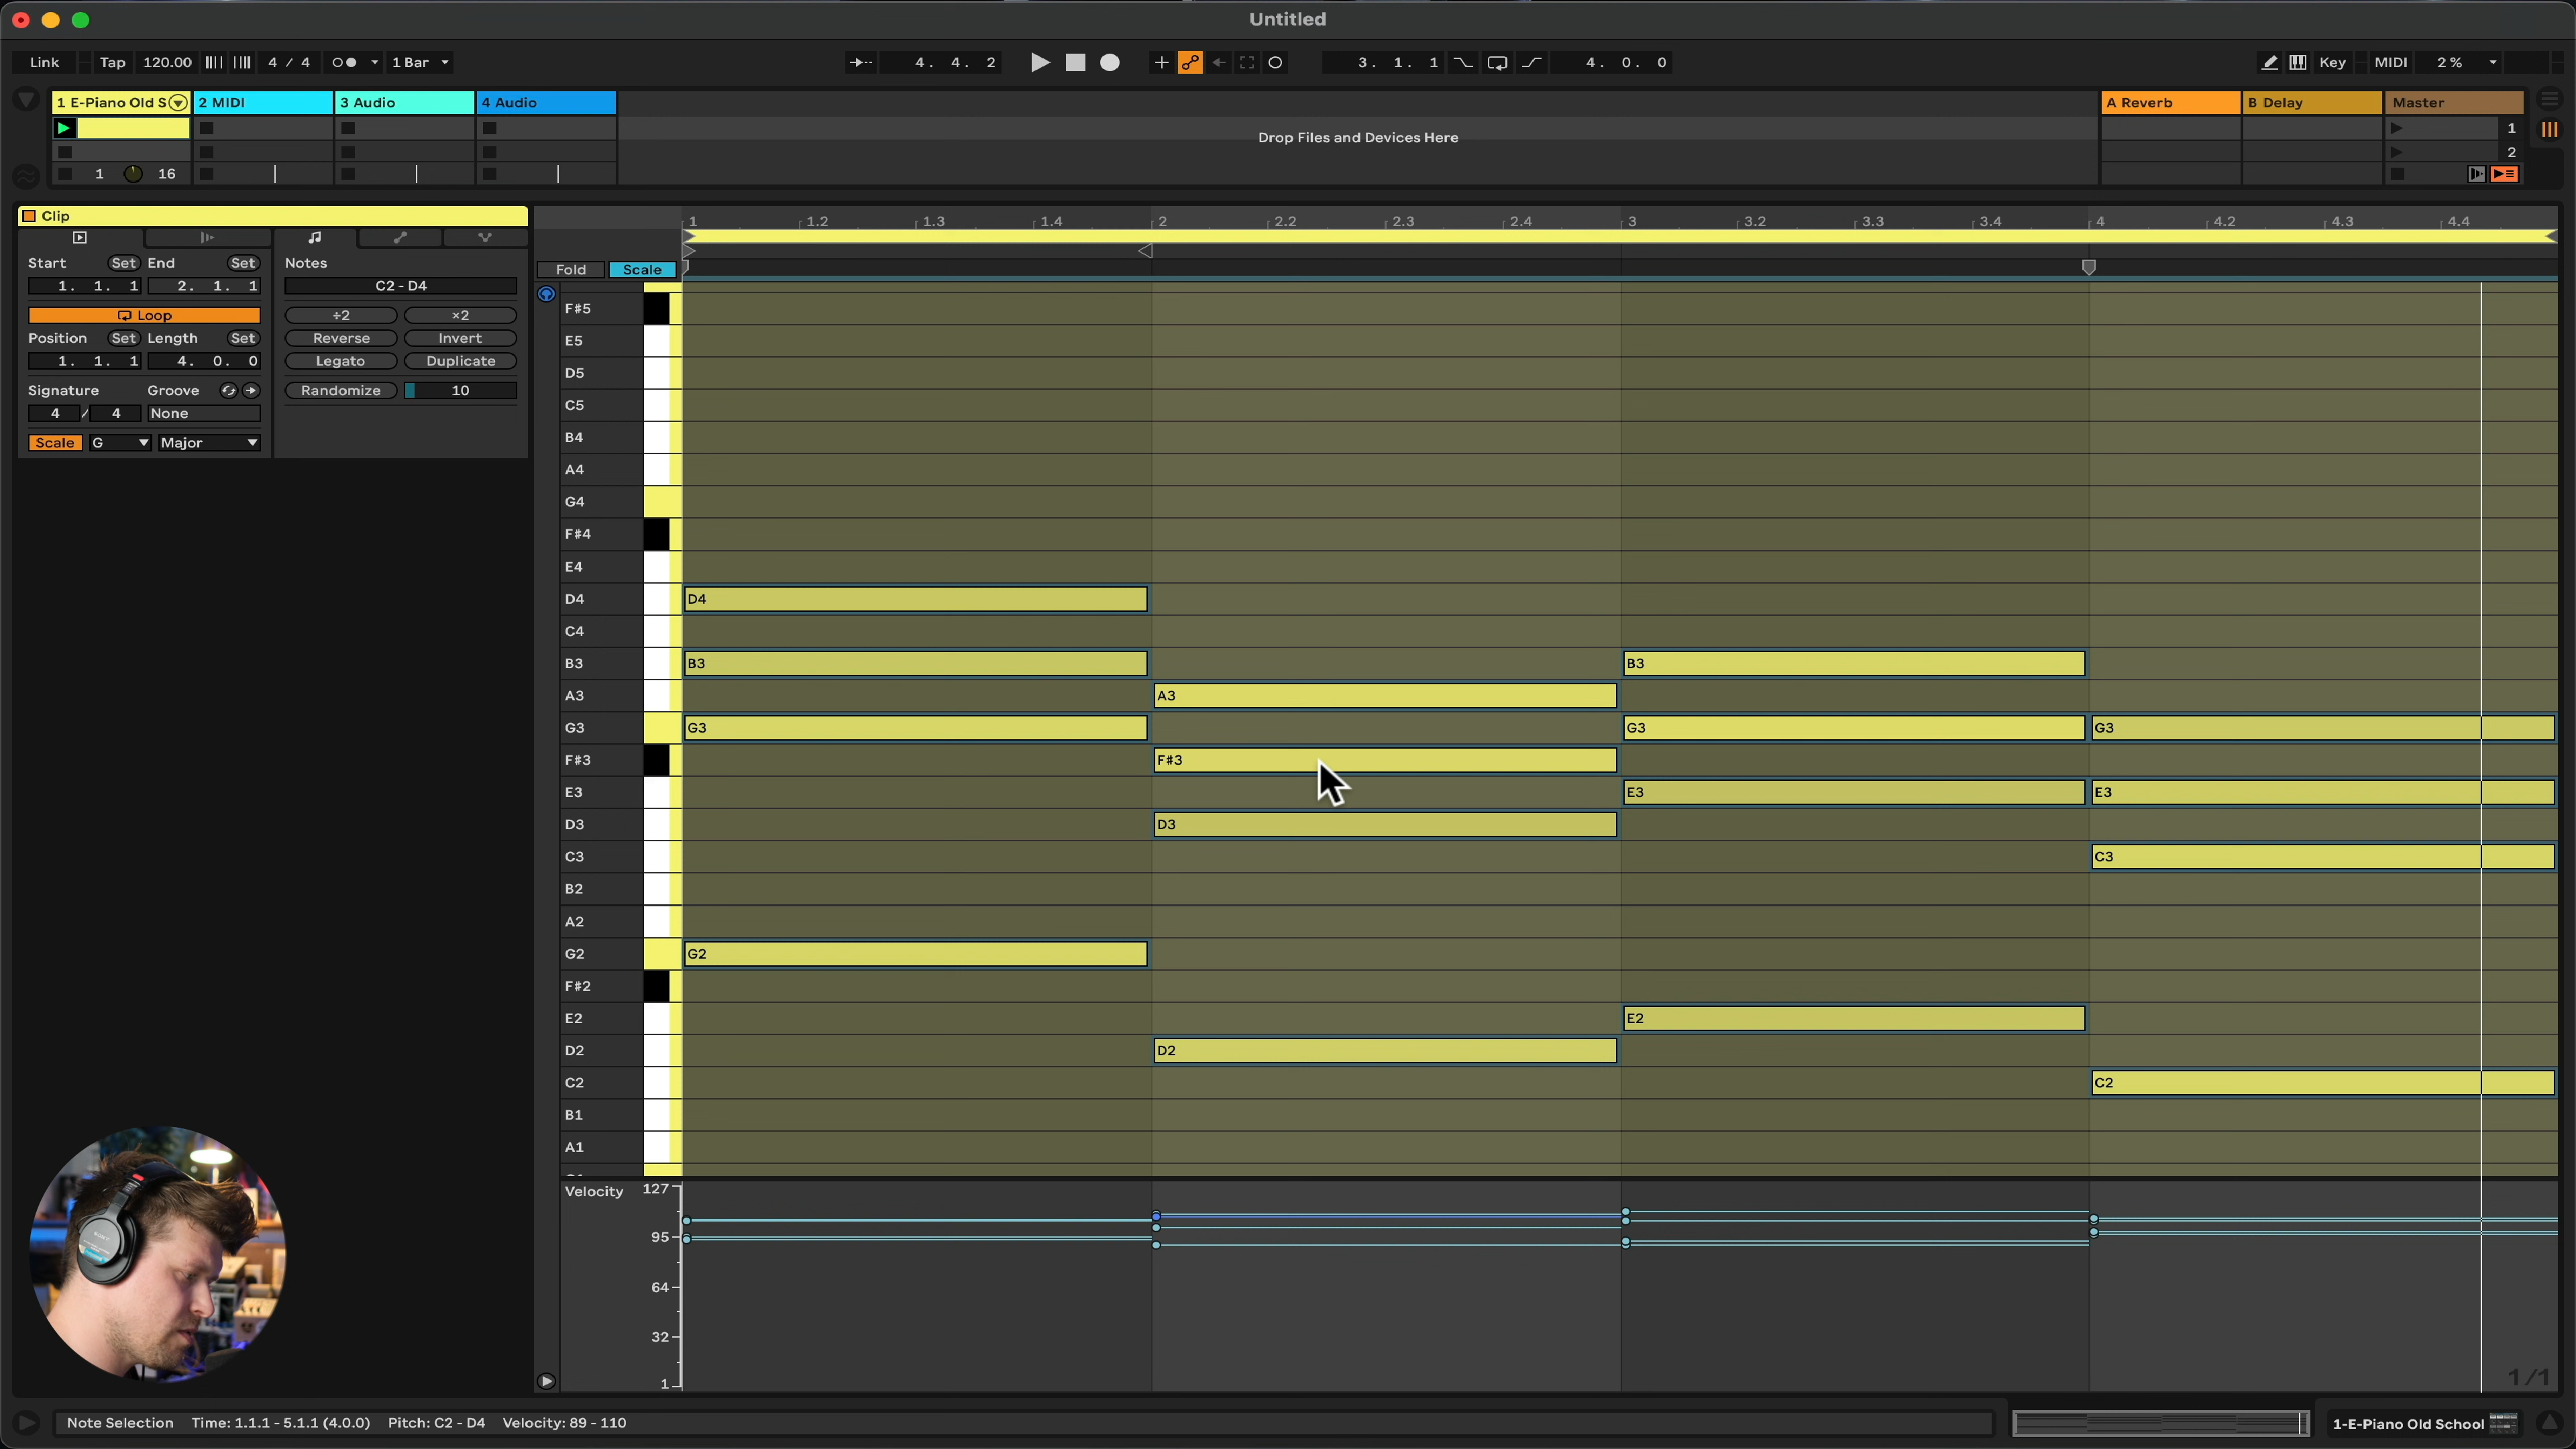 Untitled
Link Tap 120.00 4 / 4 1 Bar 4. 4. 2 3. 1. 1 4. 0. 0 Key MIDI 2 %
1 E-Piano Old S 2 MIDI 3 Audio 4 Audio A Reverb B Delay Master
1
Drop Files and Devices Here
2
1 16
Clip
1 1.2 1.3 1.4 2 2.2 2.3 2.4 3 3.2 3.3 3.4 4 4.2 4.3 4.4
Start Set End Set Notes
Fold Scale
1. 1. 1 2. 1. 1 C2 - D4
Loop ÷2 ×2
Position Set Length Set Reverse Invert
1. 1. 1 4. 0. 0 Legato Duplicate
Signature Groove Randomize 10
4 / 4 None
Scale G Major
F#5
E5
D5
C5
B4
A4
G4
F#4
E4
D4 D4
C4
B3 B3 B3
A3 A3
G3 G3 G3 G3
F#3 F#3
E3 E3 E3
D3 D3
C3 C3
B2
A2
G2 G2
F#2
E2 E2
D2 D2
C2 C2
B1
A1
Velocity 127
95
64
32
1
1/1
Note Selection Time: 1.1.1 - 5.1.1 (4.0.0) Pitch: C2 - D4 Velocity: 89 - 110 1-E-Piano Old School